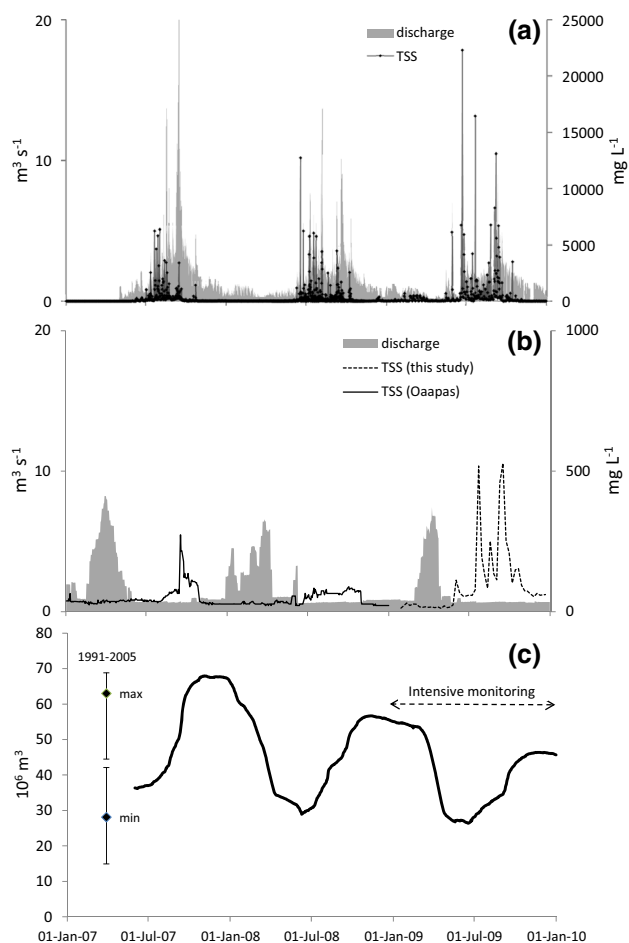 20
10
0
m³ s⁻¹
25000
20000
15000
10000
5000
0
mg L⁻¹
discharge
TSS
(a)
20
10
0
m³ s⁻¹
1000
500
0
mg L⁻¹
discharge
TSS (this study)
TSS (Oaapas)
(b)
80
70
60
50
40
30
20
10
0
10⁶ m³
1991-2005
max
min
Intensive monitoring
(c)
01-Jan-07 01-Jul-07 01-Jan-08 01-Jul-08 01-Jan-09 01-Jul-09 01-Jan-10